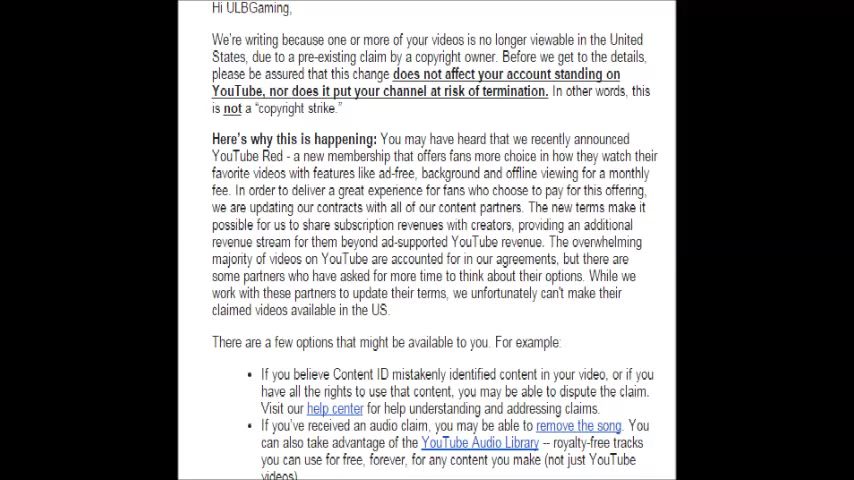 Hi ULBGaming,
We're writing because one or more of your videos is no longer viewable in the United
States, due to a pre-existing claim by a copyright owner. Before we get to the details,
please be assured that this change does not affect your account standing on
YouTube, nor does it put your channel at risk of termination. In other words, this
is not a “copyright strike.”
Here's why this is happening: You may have heard that we recently announced
YouTube Red - a new membership that offers fans more choice in how they watch their
favorite videos with features like ad-free, background and offline viewing for a monthly
fee. In order to deliver a great experience for fans who choose to pay for this offering,
we are updating our contracts with all of our content partners. The new terms make it
possible for us to share subscription revenues with creators, providing an additional
revenue stream for them beyond ad-supported YouTube revenue. The overwhelming
majority of videos on YouTube are accounted for in our agreements, but there are
some partners who have asked for more time to think about their options. While we
work with these partners to update their terms, we unfortunately can't make their
claimed videos available in the US.
There are a few options that might be available to you. For example:
• If you believe Content ID mistakenly identified content in your video, or if you
have all the rights to use that content, you may be able to dispute the claim.
Visit our help center for help understanding and addressing claims.
• If you've received an audio claim, you may be able to remove the song. You
can also take advantage of the YouTube Audio Library -- royalty-free tracks
you can use for free, forever, for any content you make (not just YouTube
videos)